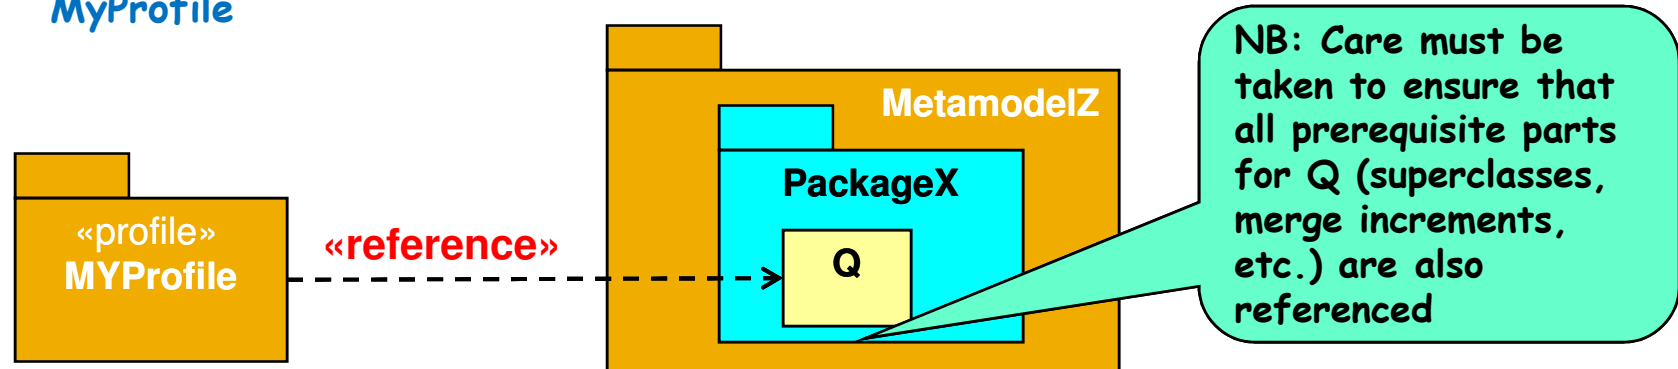 MyProfile
«profile»
MYProfile
«reference»
MetamodelZ
PackageX
Q
NB: Care must be
taken to ensure that
all prerequisite parts
for Q (superclasses,
merge increments,
etc.) are also
referenced